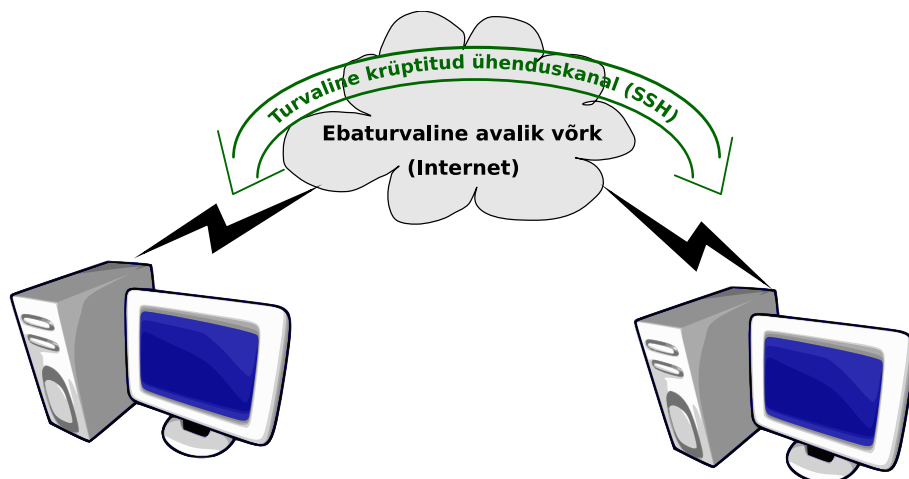 Turvaline krüptitud ühenduskanal (SSH)
Ebaturvaline avalik võrk
(Internet)